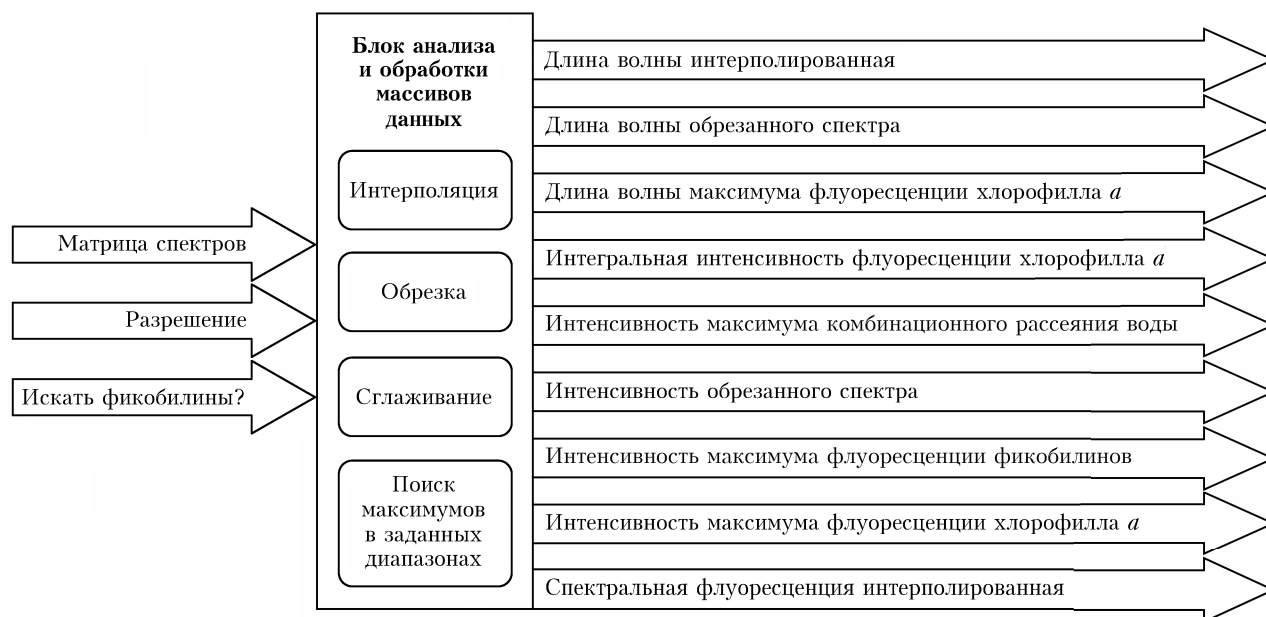 Матрица спектров
Разрешение
Искать фикобилины?
Блок анализа
и обработки
массивов
данных
Интерполяция
Обрезка
Сглаживание
Поиск
максимумов
в заданных
диапазонах
Длина волны интерполированная
Длина волны обрезанного спектра
Длина волны максимума флуоресценции хлорофилла a
Интегральная интенсивность флуоресценции хлорофилла a
Интенсивность максимума комбинационного рассеяния воды
Интенсивность обрезанного спектра
Интенсивность максимума флуоресценции фикобилинов
Интенсивность максимума флуоресценции хлорофилла a
Спектральная флуоресценция интерполированная